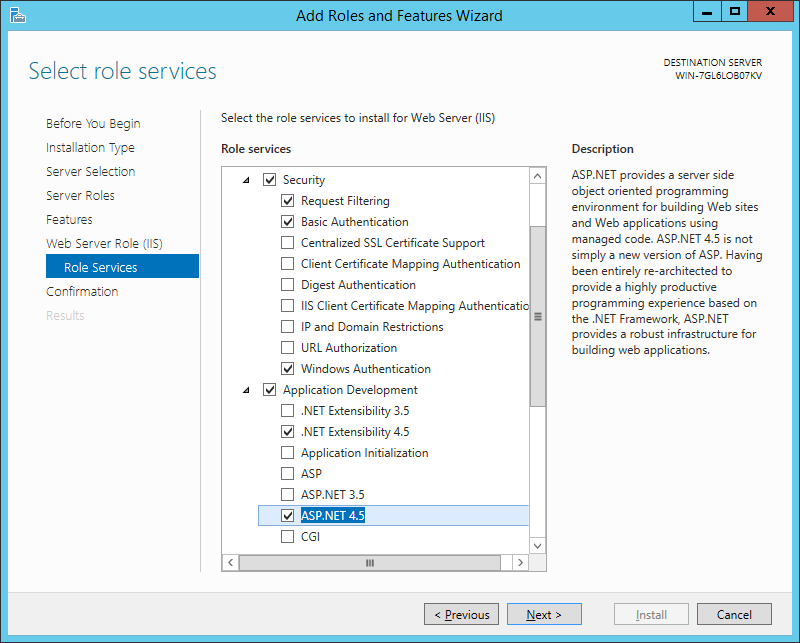 Add Roles and Features Wizard
Select role services
DESTINATION SERVER
WIN-7GL6LOB07KV
Before You Begin
Installation Type
Server Selection
Server Roles
Features
Web Server Role (IIS)
Role Services
Confirmation
Results
Select the role services to install for Web Server (IIS)
Role services
Security
Request Filtering
Basic Authentication
Centralized SSL Certificate Support
Client Certificate Mapping Authentication
Digest Authentication
IIS Client Certificate Mapping Authenticatio
IP and Domain Restrictions
URL Authorization
Windows Authentication
Application Development
.NET Extensibility 3.5
.NET Extensibility 4.5
Application Initialization
ASP
ASP.NET 3.5
ASP.NET 4.5
CGI
Description
ASP.NET provides a server side
object oriented programming
environment for building Web sites
and Web applications using
managed code. ASP.NET 4.5 is not
simply a new version of ASP. Having
been entirely re-architected to
provide a highly productive
programming experience based on
the .NET Framework, ASP.NET
provides a robust infrastructure for
building web applications.
< Previous
Next >
Install
Cancel